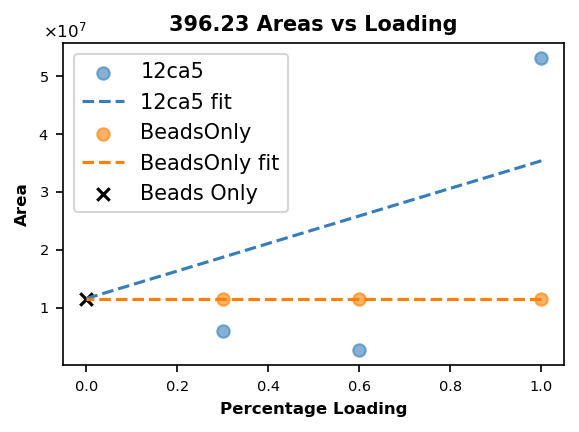 396.23 Areas vs Loading
×10⁷
12ca5
12ca5 fit
BeadsOnly
BeadsOnly fit
Beads Only
5
4
3
2
1
Area
0.0 0.2 0.4 0.6 0.8 1.0
Percentage Loading